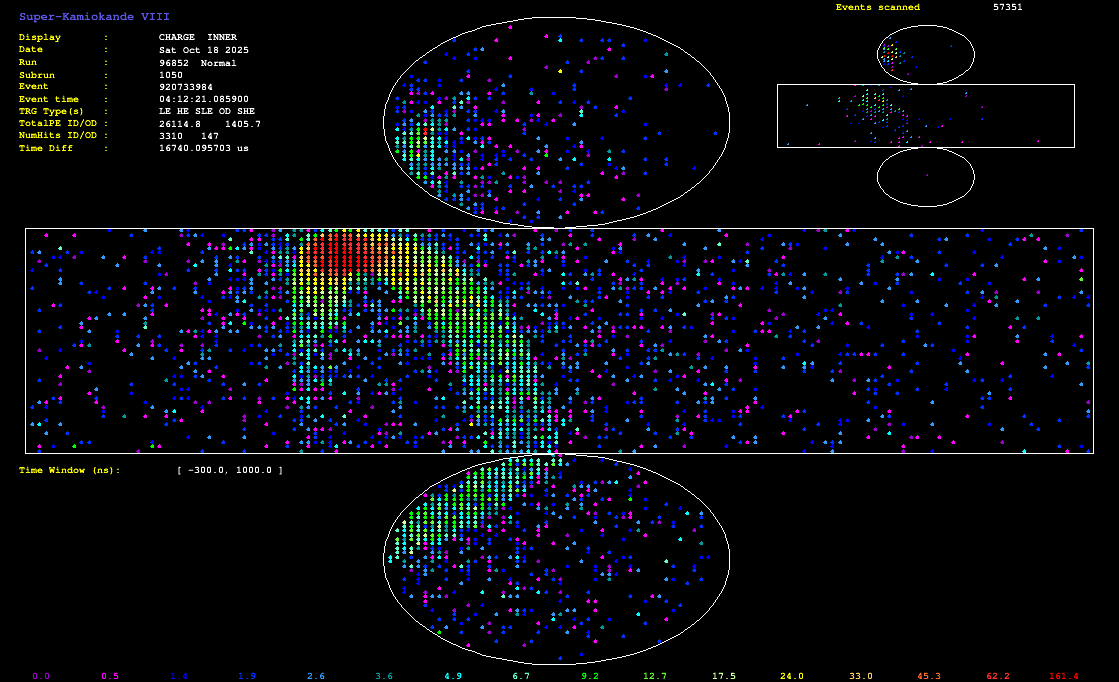 Super-Kamiokande VIII
Events scanned 57351
Display : CHARGE INNER
Date : Sat Oct 18 2025
Run : 96852 Normal
Subrun : 1050
Event : 920733984
Event time : 04:12:21.085900
TRG Type(s) : LE HE SLE OD SHE
TotalPE ID/OD : 26114.8 1405.7
NumHits ID/OD : 3310 147
Time Diff : 16740.095703 us
Time Window (ns): [ -300.0, 1000.0 ]
0.0 0.5 1.4 1.9 2.6 3.6 4.9 6.7 9.2 12.7 17.5 24.0 33.0 45.3 62.2 161.4